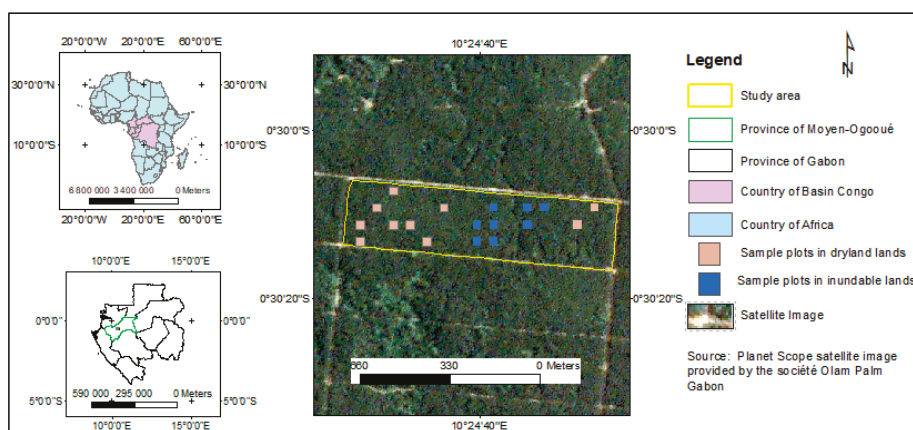 20°0'0"W 20°0'0"E 60°0'0"E
30°0'0"N 30°0'0"N
10°0'0"S 10°0'0"S
6 800 000 3 400 000 0 Meters
20°0'0"W 20°0'0"E 60°0'0"E
10°0'0"E 15°0'0"E
0°0'0" 0°0'0"
590 000 295 000 0 Meters
5°0'0"S 5°0'0"S
10°0'0"E 15°0'0"E
10°24'40"E
0°30'0"S 0°30'0"S
0°30'20"S 0°30'20"S
660 330 0 Meters
10°24'40"E
N
Legend
Study area
Province of Moyen-Ogooué
Province of Gabon
Country of Basin Congo
Country of Africa
Sample plots in dryland lands
Sample plots in inundable lands
Satellite Image
Source: Planet Scope satellite image
provided by the société Olam Palm
Gabon